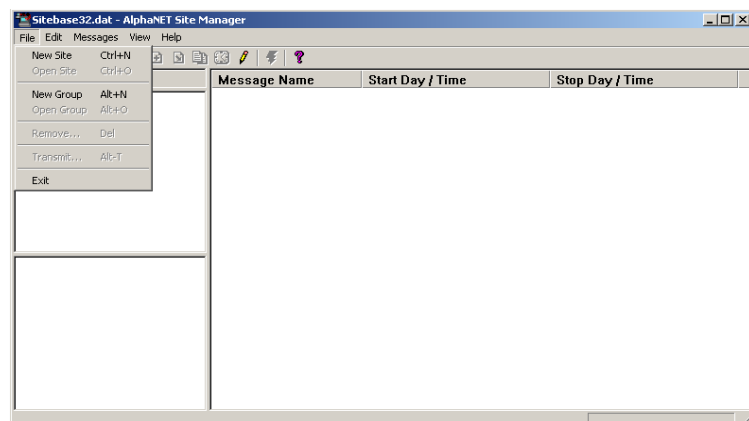 Sitebase32.dat - AlphaNET Site Manager
File Edit Messages View Help
New Site Ctrl+N
Open Site Ctrl+O
New Group Alt+N
Open Group Alt+O
Remove... Del
Transmit... Alt-T
Exit
Message Name Start Day / Time Stop Day / Time